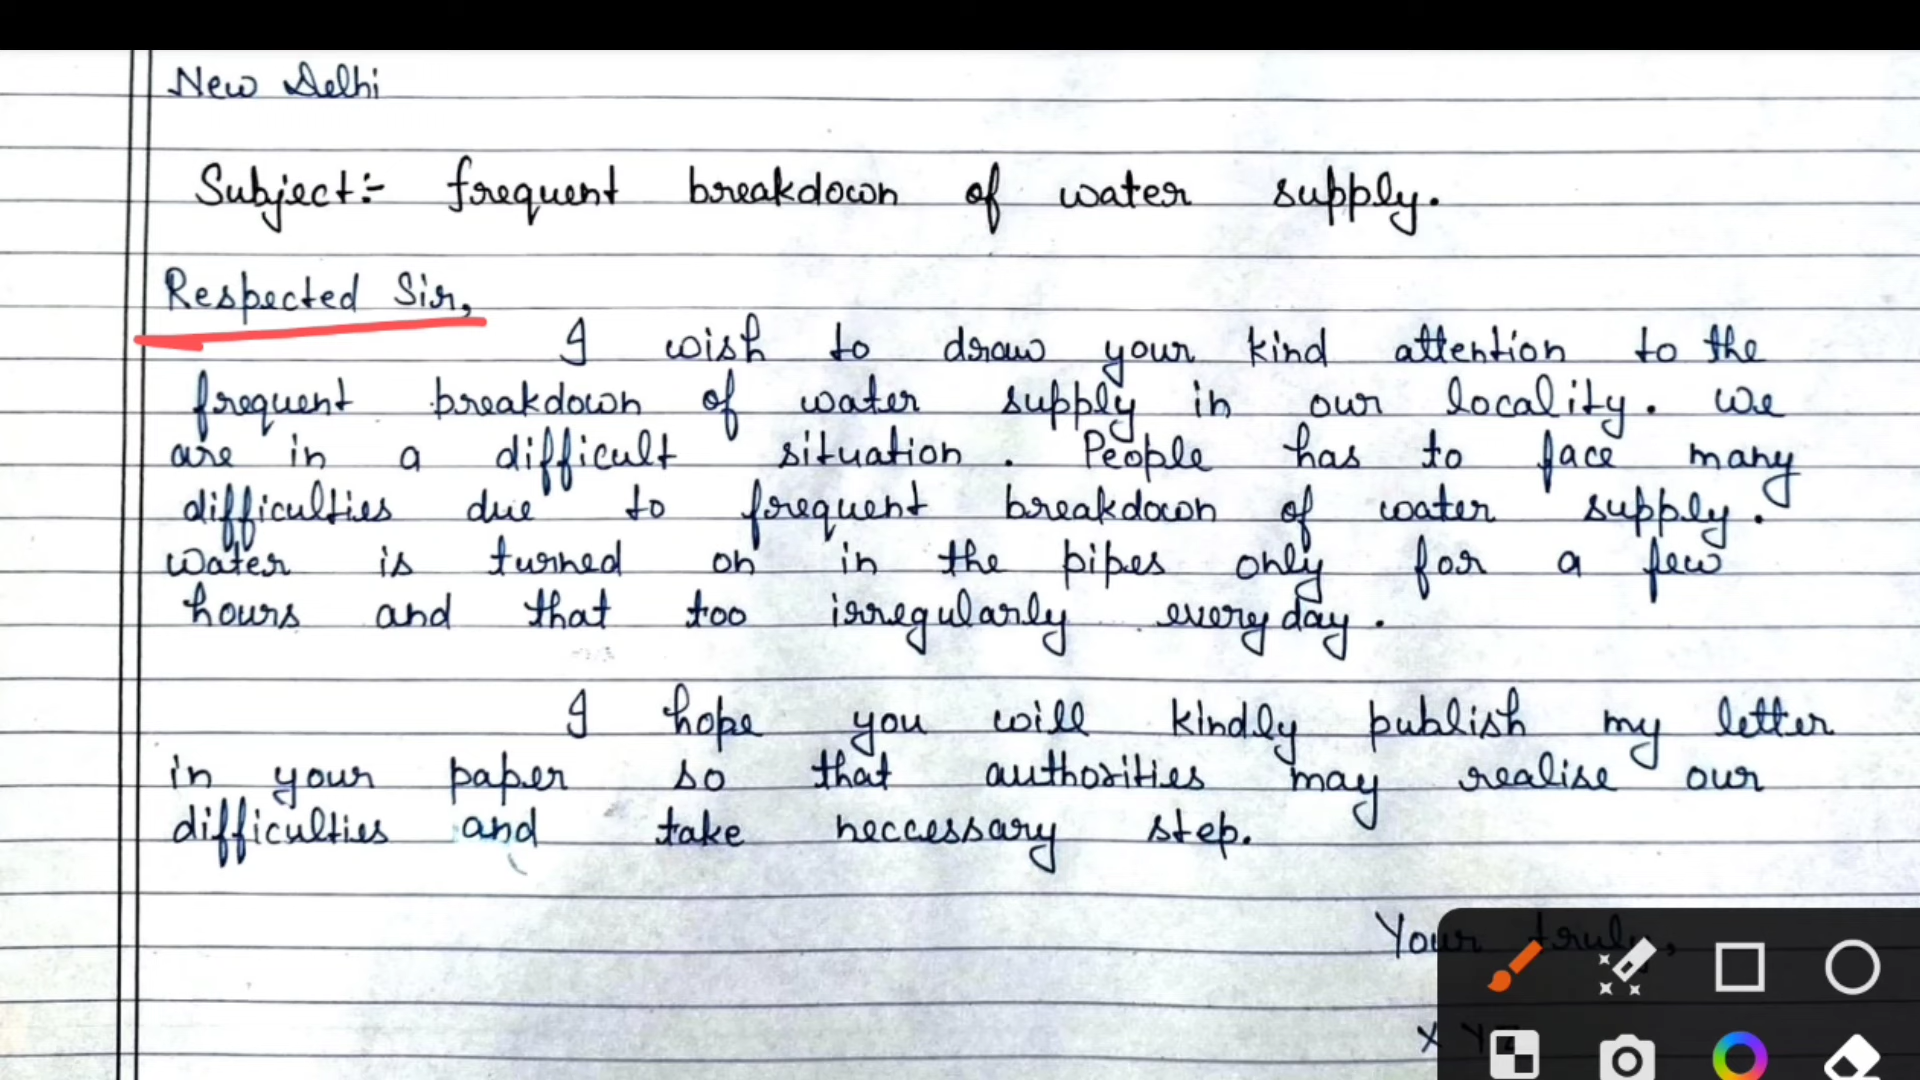 New Delhi
Subject:- frequent breakdown of water supply.
Respected Sir,
I wish to draw your kind attention to the
frequent breakdown of water supply in our locality. We
are in a difficult situation. People has to face many
difficulties due to frequent breakdown of water supply.
Water is turned on in the pipes only for a few
hours and that too irregularly everyday.
I hope you will kindly publish my letter
in your paper so that authorities may realise our
difficulties and take neccessary step.
Your truly,
XYZ